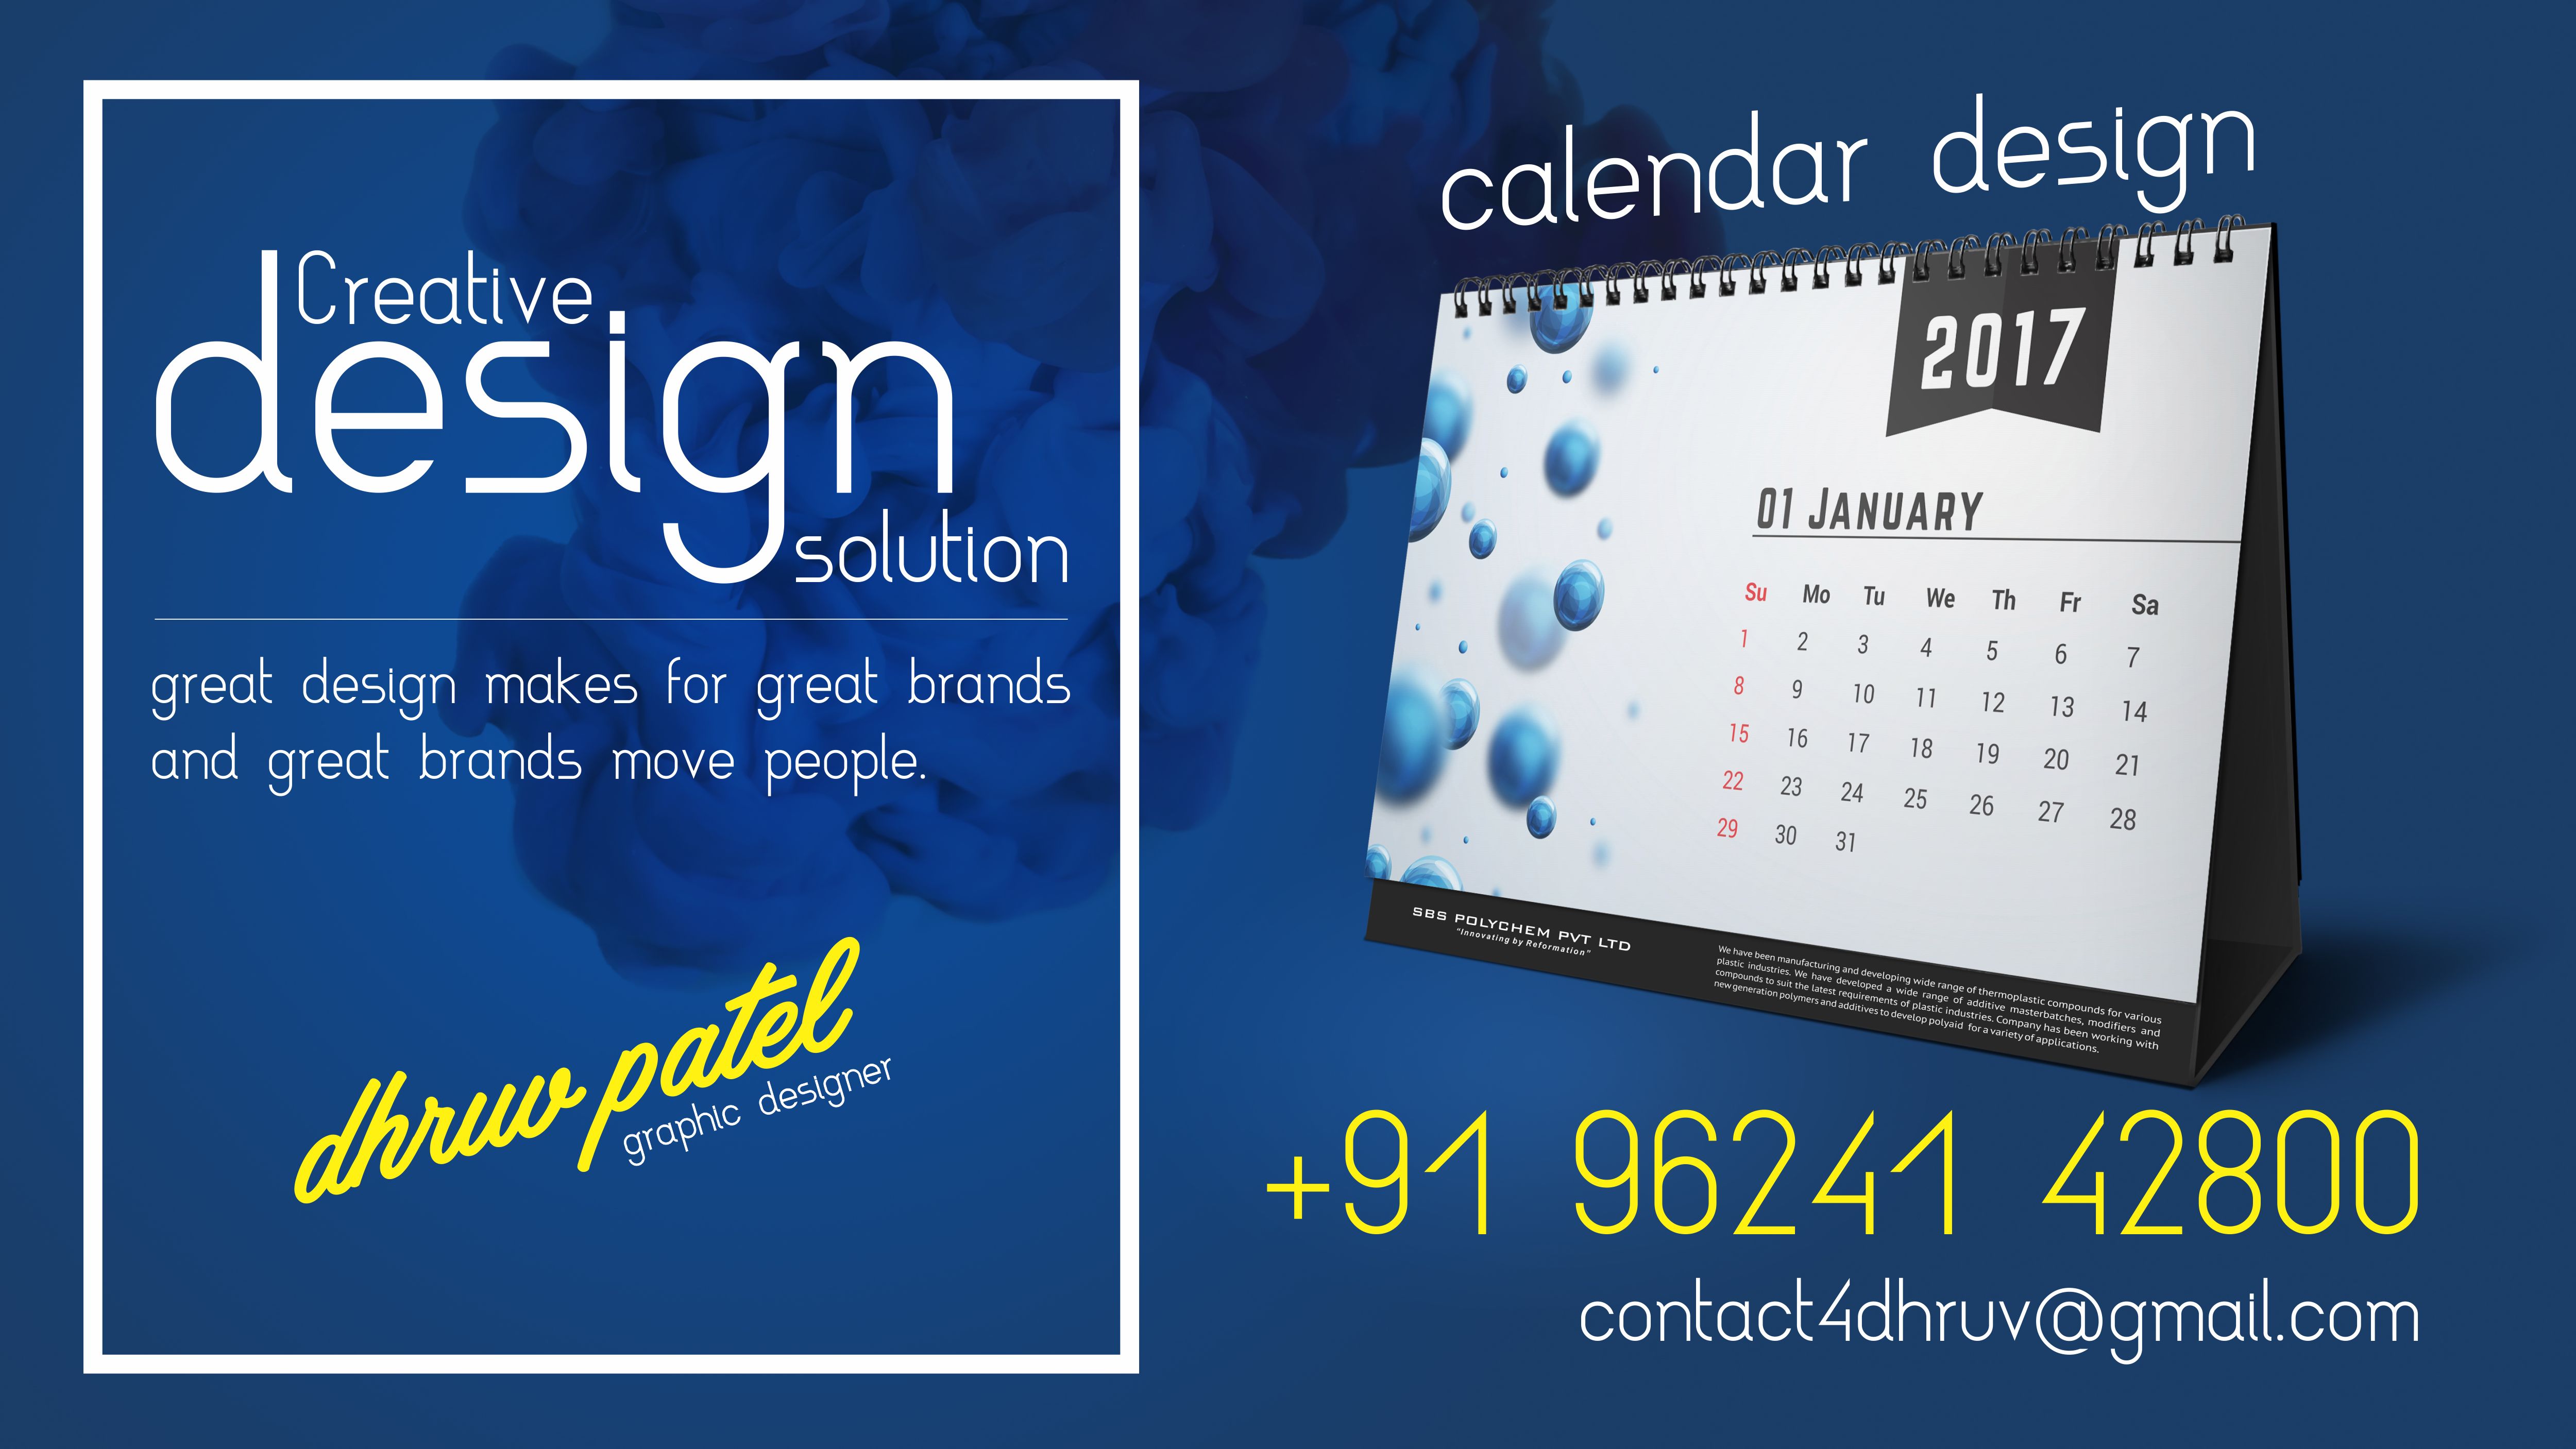 Creative
design
solution
great design makes for great brands
and great brands move people.
dhruv patel
graphic designer
calendar design
2017
01 January
Su Mo Tu We Th Fr Sa
1 2 3 4 5 6 7
8 9 10 11 12 13 14
15 16 17 18 19 20 21
22 23 24 25 26 27 28
29 30 31
SBS POLYCHEM PVT LTD
"Innovating by Reformation"
We have been manufacturing and developing wide range of thermoplastic compounds for various
plastic industries. We have developed a wide range of additive masterbatches, modifiers and
compounds to suit the latest requirements of plastic industries. Company has been working with
new generation polymers and additives to develop polyaid for a variety of applications.
+91 96241 42800
contact4dhruv@gmail.com